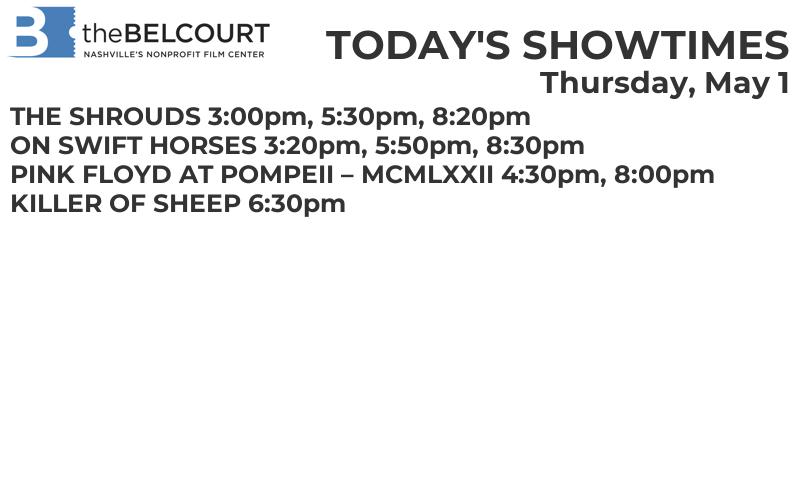 B theBELCOURT
NASHVILLE'S NONPROFIT FILM CENTER
TODAY'S SHOWTIMES
Thursday, May 1
THE SHROUDS 3:00pm, 5:30pm, 8:20pm
ON SWIFT HORSES 3:20pm, 5:50pm, 8:30pm
PINK FLOYD AT POMPEII – MCMLXXII 4:30pm, 8:00pm
KILLER OF SHEEP 6:30pm